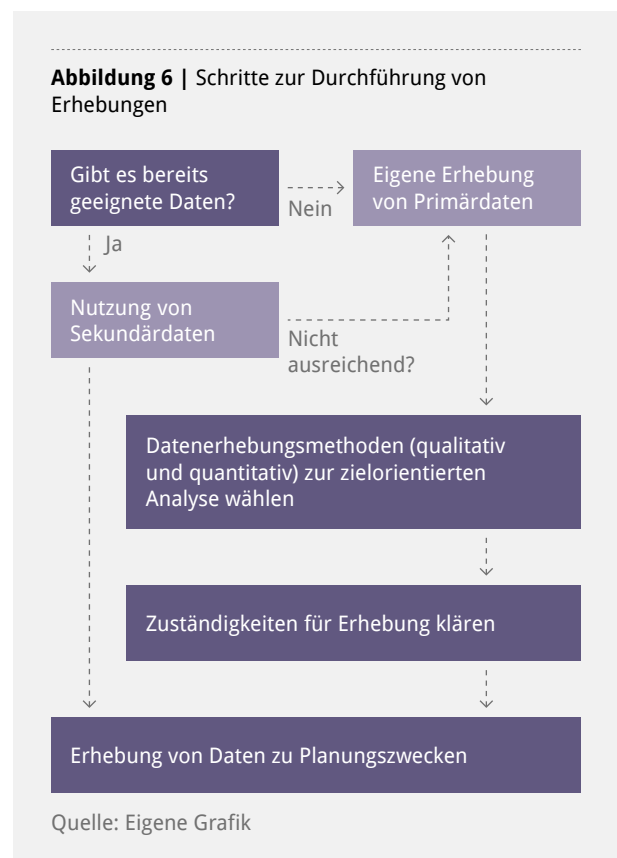 Abbildung 6 | Schritte zur Durchführung von
Erhebungen
Gibt es bereits
geeignete Daten?
Nein
Eigene Erhebung
von Primärdaten
Ja
Nutzung von
Sekundärdaten
Nicht
ausreichend?
Datenerhebungsmethoden (qualitativ
und quantitativ) zur zielorientierten
Analyse wählen
Zuständigkeiten für Erhebung klären
Erhebung von Daten zu Planungszwecken
Quelle: Eigene Grafik